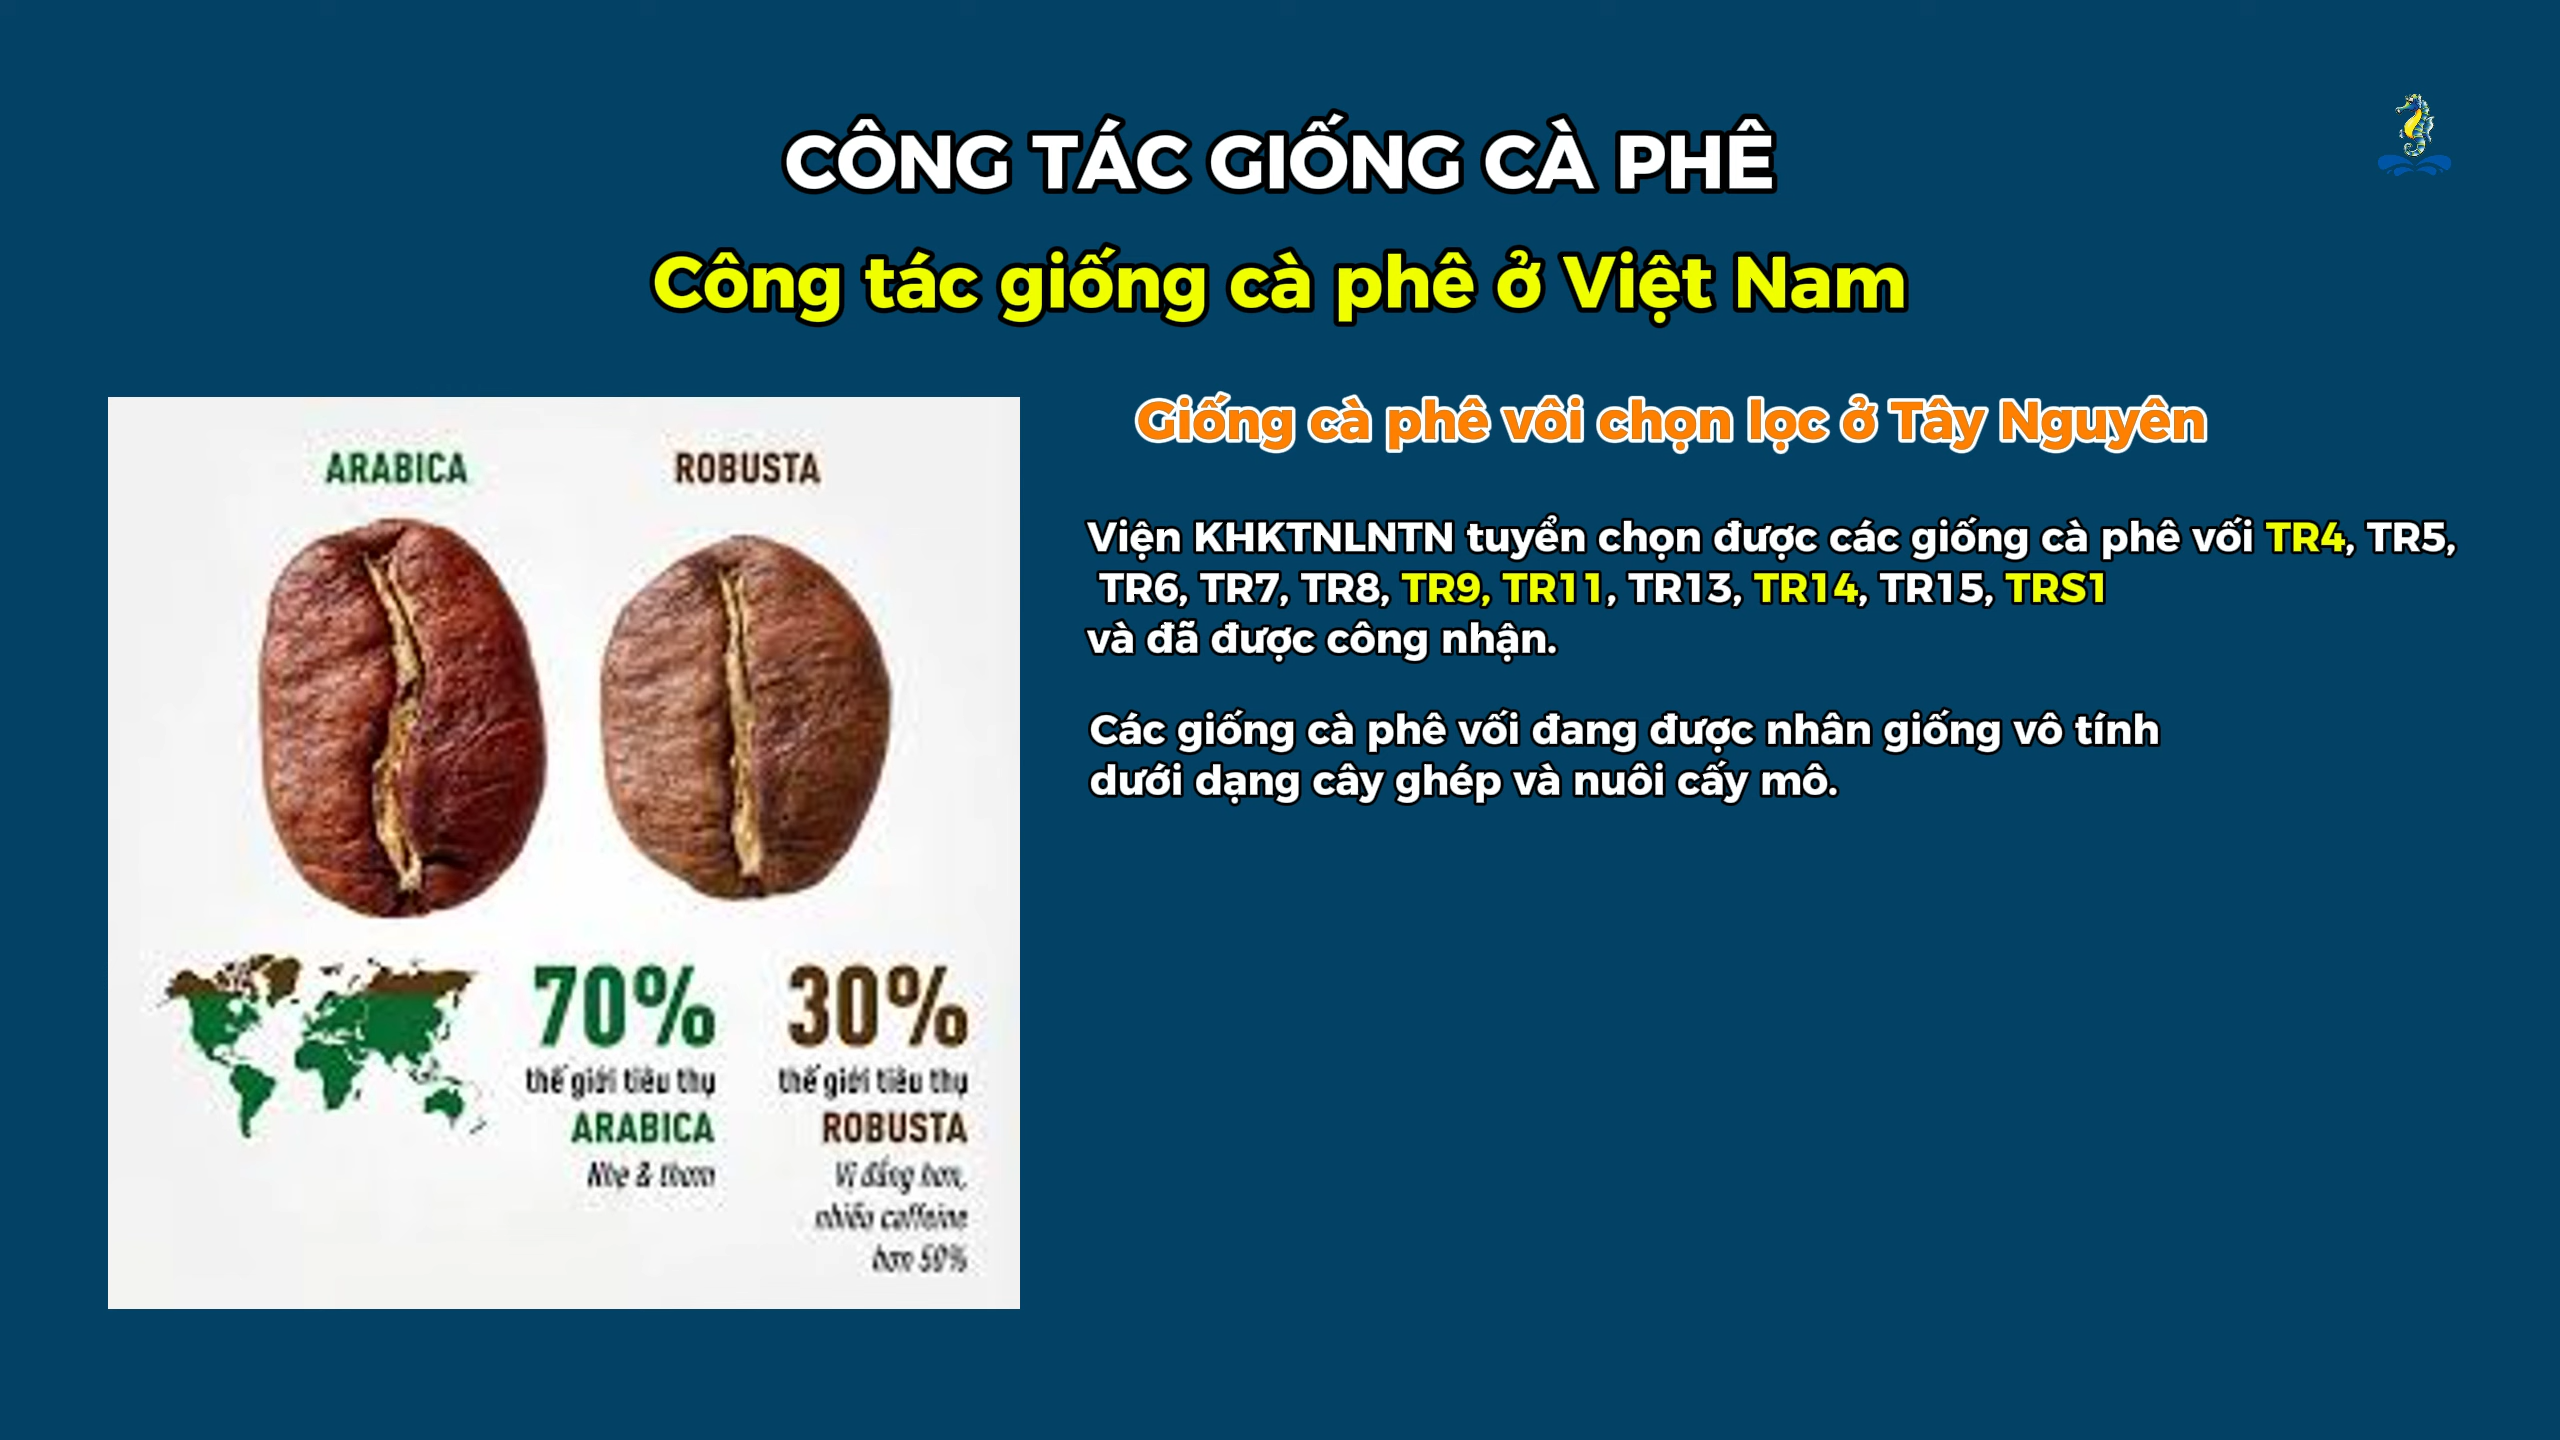 CÔNG TÁC GIỐNG CÀ PHÊ
Công tác giống cà phê ở Việt Nam
ARABICA
ROBUSTA
70%
thế giới tiêu thụ
ARABICA
Nhẹ & thơm
30%
thế giới tiêu thụ
ROBUSTA
Vị đắng hơn,
nhiều caffeine
hơn 50%
Giống cà phê vôi chọn lọc ở Tây Nguyên
Viện KHKTNLNTN tuyển chọn được các giống cà phê vối TR4, TR5,
TR6, TR7, TR8, TR9, TR11, TR13, TR14, TR15, TRS1
và đã được công nhận.
Các giống cà phê vối đang được nhân giống vô tính
dưới dạng cây ghép và nuôi cấy mô.